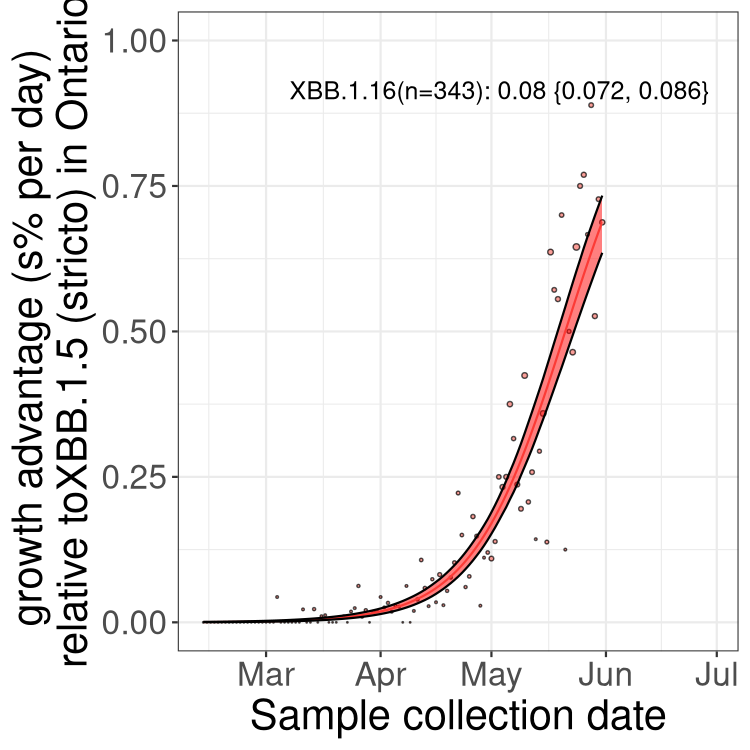 growth advantage (s% per day)
relative toXBB.1.5 (stricto) in Ontario
1.00
0.75
0.50
0.25
0.00
XBB.1.16(n=343): 0.08 {0.072, 0.086}
Mar Apr May Jun Jul
Sample collection date